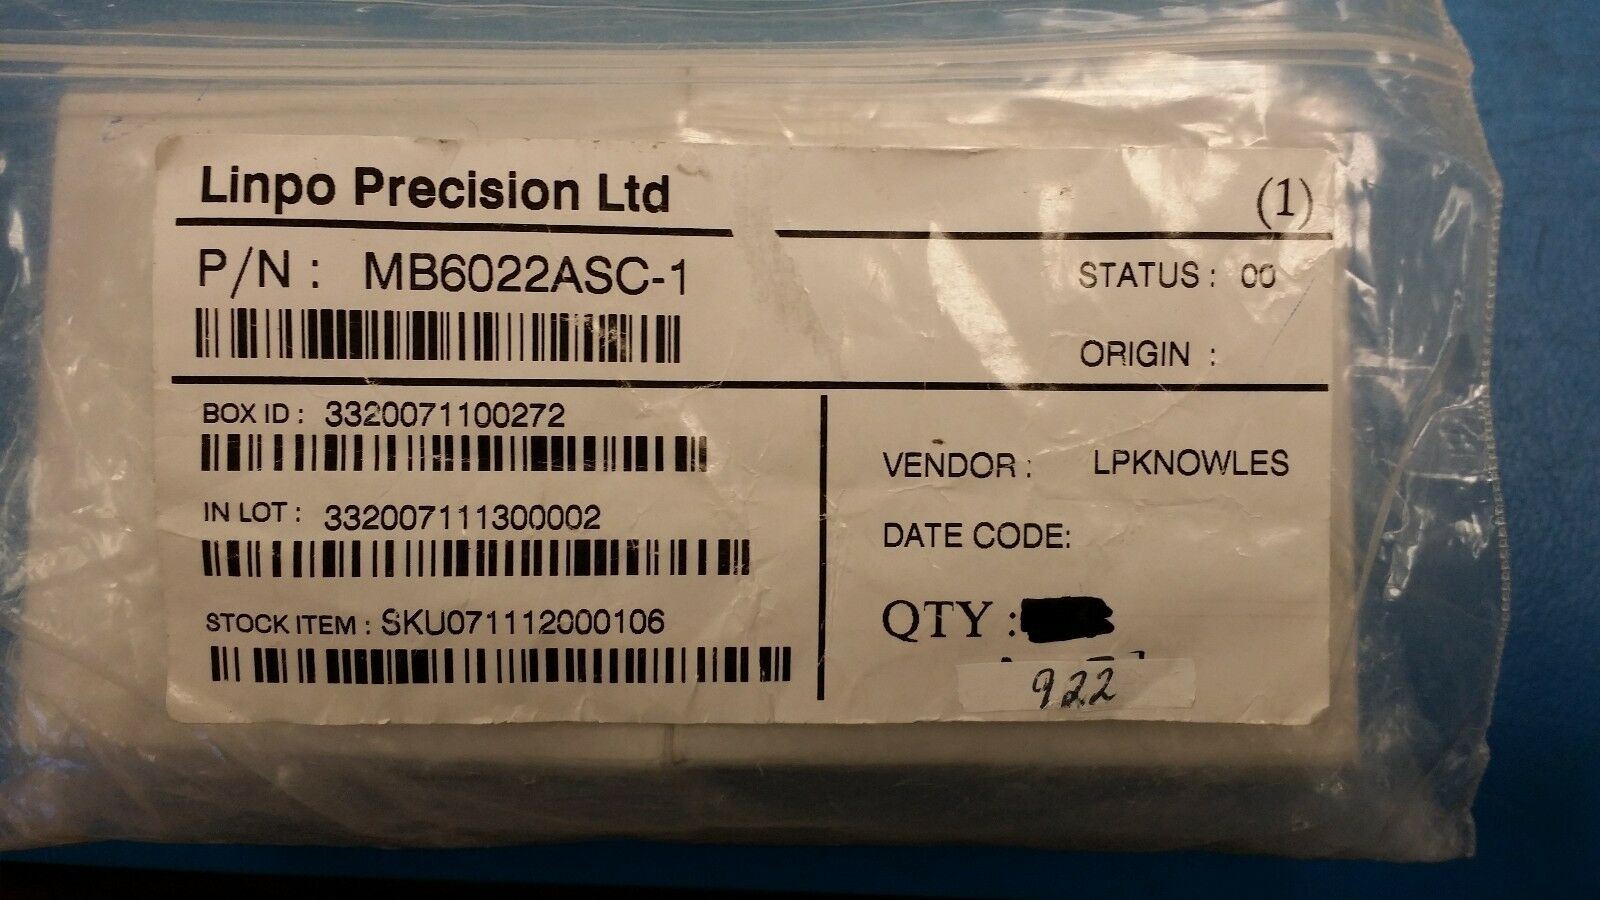 Linpo Precision Ltd
(1)
P/N : MB6022ASC-1
STATUS : 00
ORIGIN :
BOX ID : 3320071100272
IN LOT : 332007111300002
STOCK ITEM : SKU071112000106
VENDOR : LPKNOWLES
DATE CODE:
QTY :
922